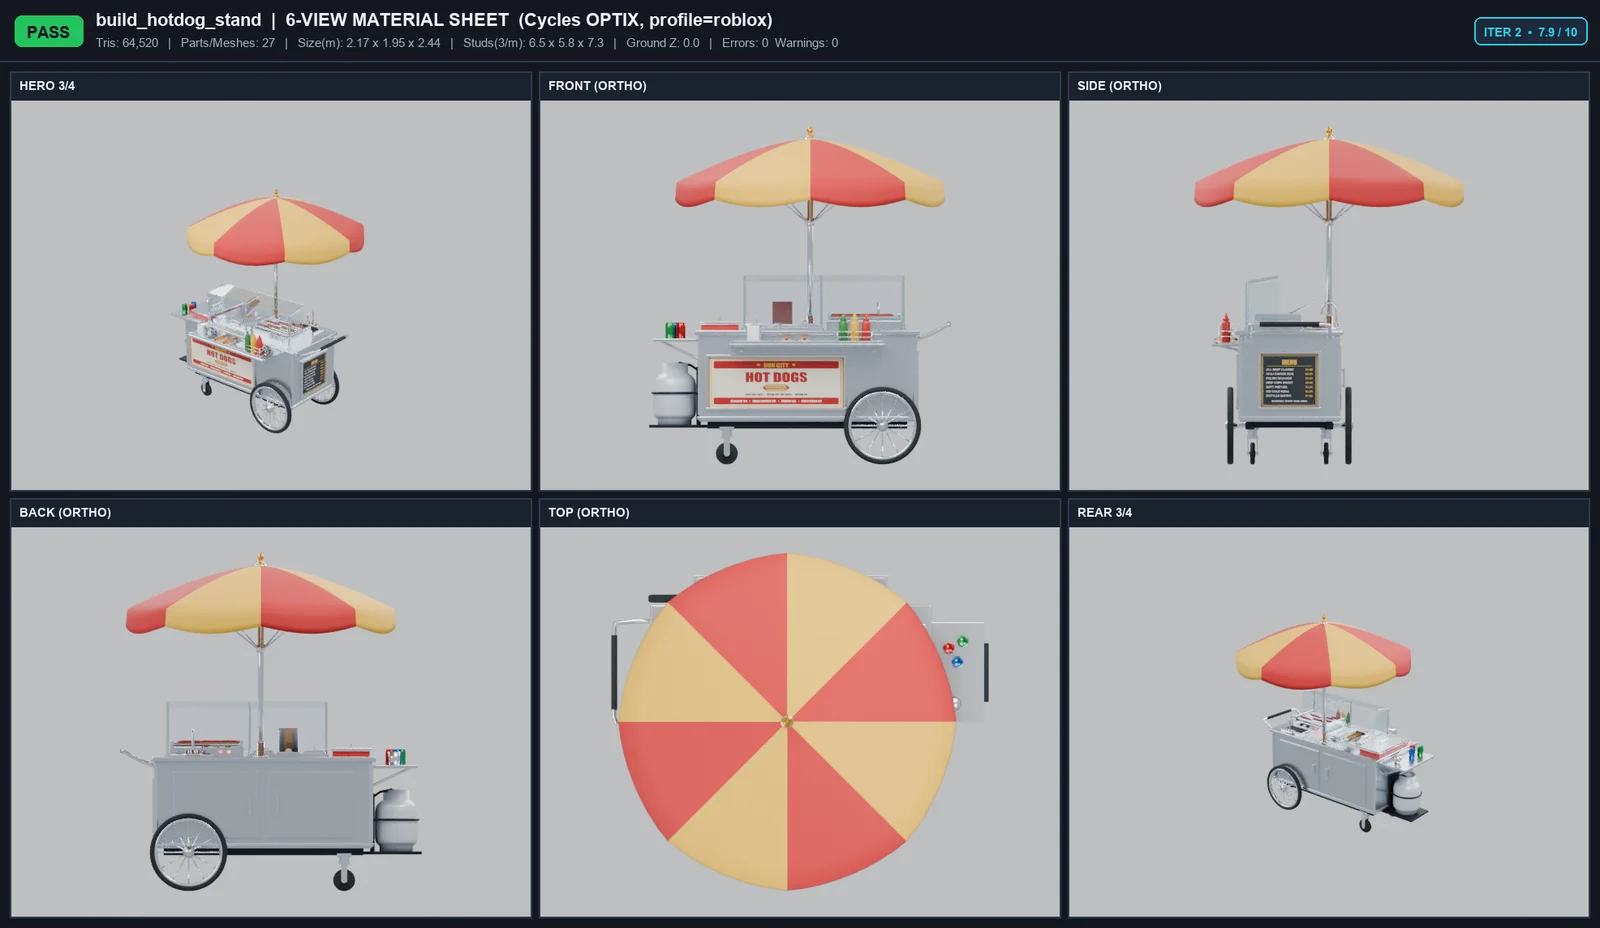 PASS
build_hotdog_stand | 6-VIEW MATERIAL SHEET (Cycles OPTIX, profile=roblox)
Tris: 64,520 | Parts/Meshes: 27 | Size(m): 2.17 x 1.95 x 2.44 | Studs(3/m): 6.5 x 5.8 x 7.3 | Ground Z: 0.0 | Errors: 0 Warnings: 0
ITER 2 • 7.9 / 10
HERO 3/4
HOT DOGS
FRONT (ORTHO)
SUN CITY
HOT DOGS
SIDE (ORTHO)
MENU
BACK (ORTHO)
TOP (ORTHO)
REAR 3/4